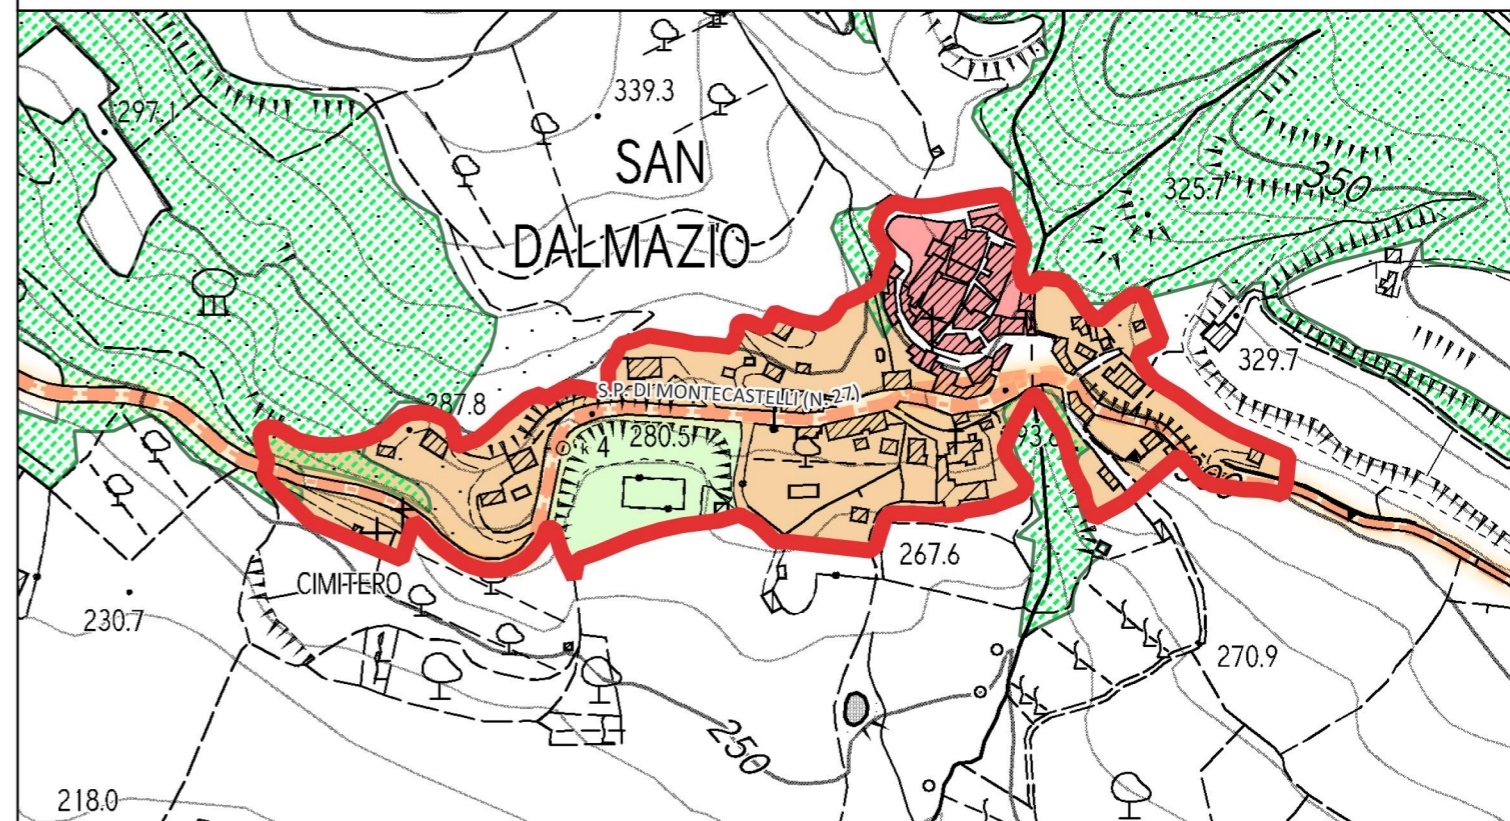 339.3
297.1
SAN
325.7
350
DALMAZIO
329.7
S.P. DI MONTECASTELLI (N. 27)
287.8
280.5
k 4
267.6
CIMITERO
230.7
270.9
250
218.0